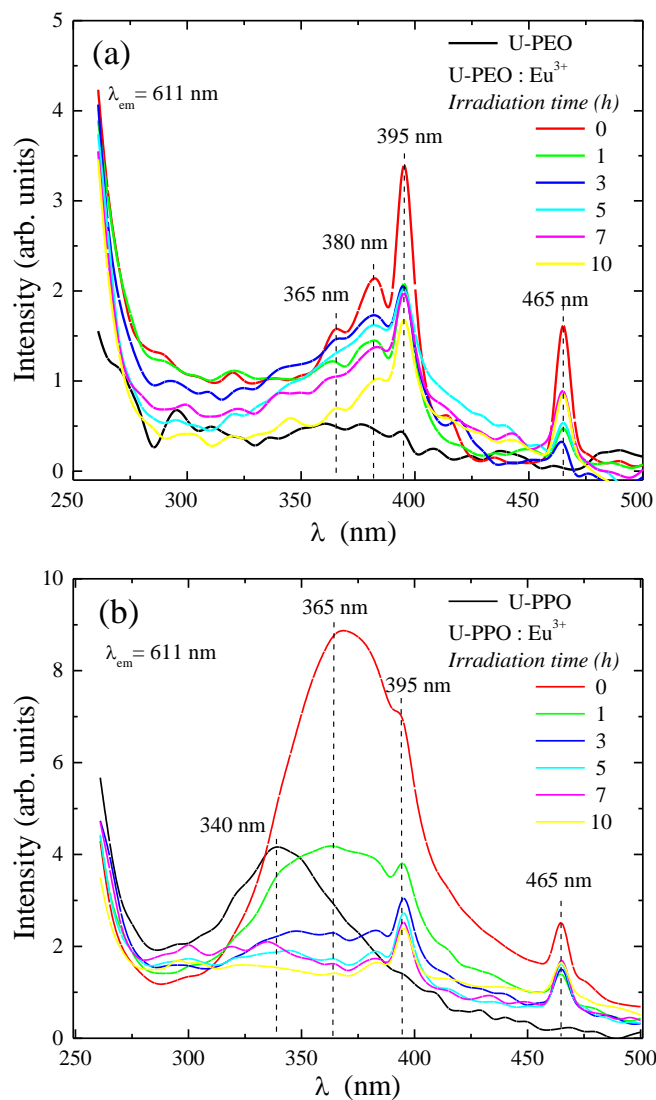 (a)
U-PEO
U-PEO : Eu³⁺
λem= 611 nm
Irradiation time (h)
0
1
3
5
7
10
395 nm
380 nm
365 nm
465 nm
Intensity (arb. units)
5
4
3
2
1
0
250 300 350 400 450 500
λ (nm)
(b)
365 nm
U-PPO
U-PPO : Eu³⁺
λem= 611 nm
Irradiation time (h)
0
1
3
5
7
10
395 nm
340 nm
465 nm
Intensity (arb. units)
10
8
6
4
2
0
250 300 350 400 450 500
λ (nm)